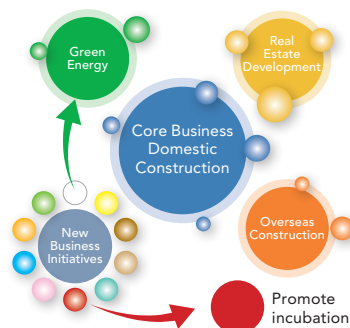 Green
Energy
Real
Estate
Development
Core Business
Domestic
Construction
New
Business
Initiatives
Overseas
Construction
Promote
incubation